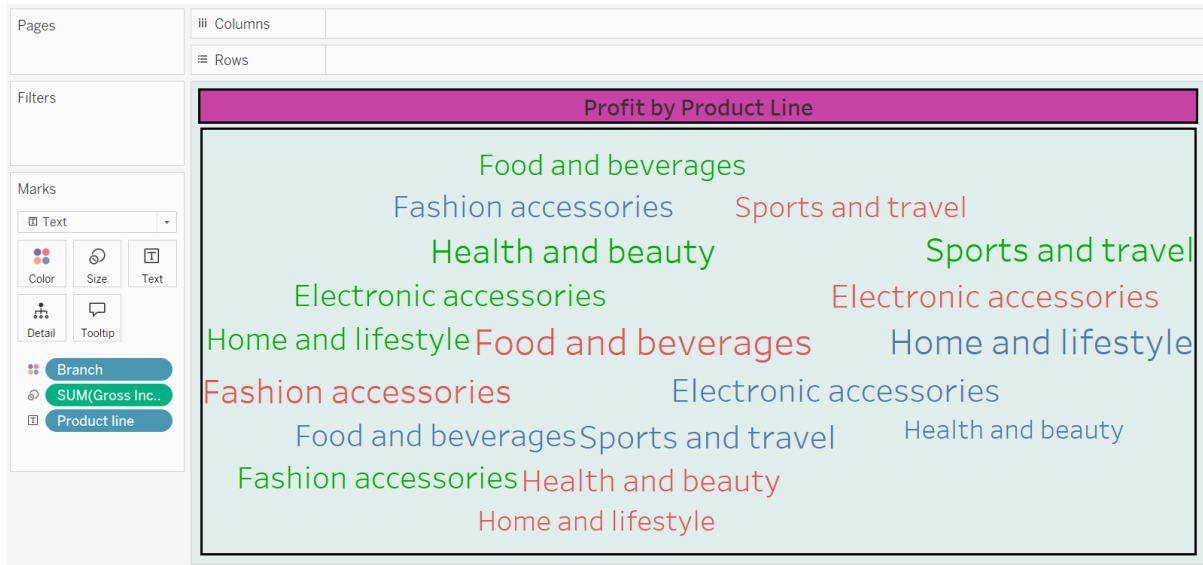 Pages
Columns
Rows
Filters
Profit by Product Line
Food and beverages
Fashion accessories Sports and travel
Marks
Health and beauty Sports and travel
T Text
T
Color Size Text
Electronic accessories Electronic accessories
Detail Tooltip
Home and lifestyle Food and beverages Home and lifestyle
Branch
SUM(Gross Inc..
T Product line
Fashion accessories Electronic accessories
Food and beverages Sports and travel Health and beauty
Fashion accessories Health and beauty
Home and lifestyle